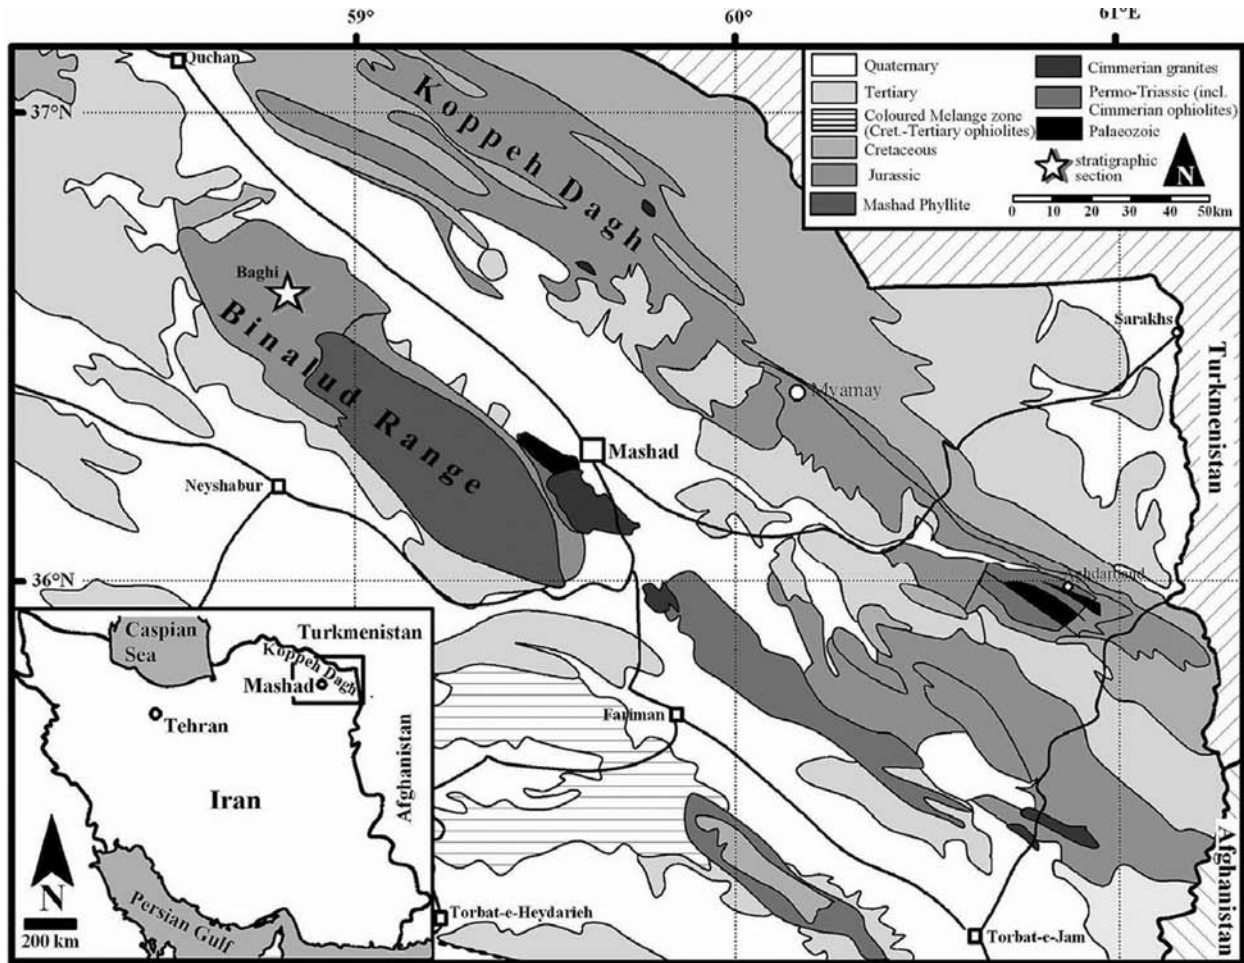 59° 60° 61°E
Quchan
37°N
Koppeh Dagh
Quaternary
Tertiary
Coloured Melange zone
(Cret.-Tertiary ophiolites)
Cretaceous
Jurassic
Mashad Phyllite
Cimmerian granites
Permo-Triassic (incl.
Cimmerian ophiolites)
Palaeozoic
stratigraphic
section
N
0 10 20 30 40 50km
Baghi
Binalud Range
Sarakhs
Myamay
Turkmenistan
Mashad
Neyshabur
36°N
Aghdarband
Fariman
Torbat-e-Heydarieh
Torbat-e-Jam
Afghanistan
Caspian
Sea
Turkmenistan
Koppeh Dagh
Mashad
Tehran
Iran
Afghanistan
N
200 km
Persian Gulf